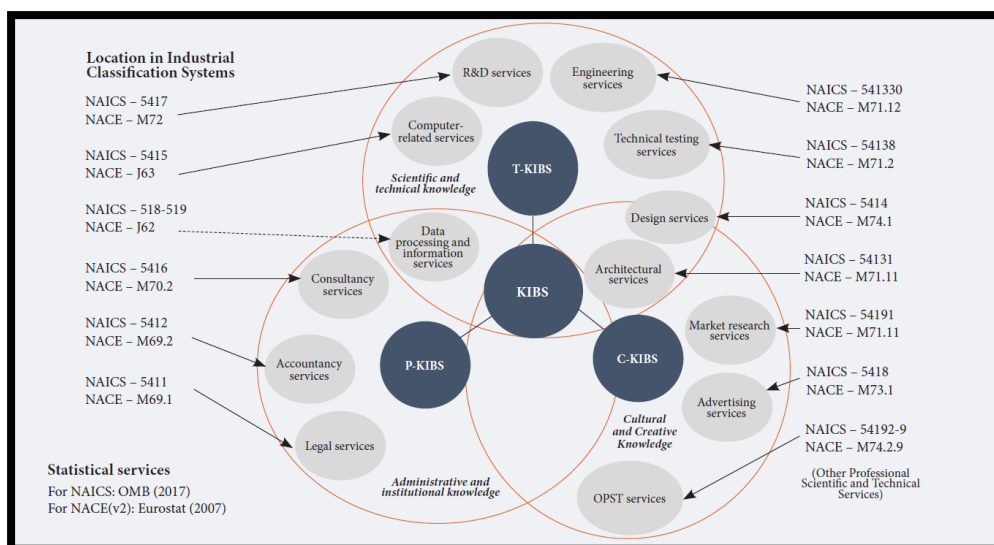 Location in Industrial
Classification Systems
NAICS – 5417
NACE – M72
NAICS – 5415
NACE – J63
NAICS – 518-519
NACE – J62
NAICS – 5416
NACE – M70.2
NAICS – 5412
NACE – M69.2
NAICS – 5411
NACE – M69.1
Statistical services
For NAICS: OMB (2017)
For NACE(v2): Eurostat (2007)
R&D services
Engineering
services
Computer-
related services
Technical testing
services
T-KIBS
Scientific and
technical knowledge
Design services
Data
processing and
information
services
Architectural
services
Consultancy
services
KIBS
Market research
services
P-KIBS
C-KIBS
Accountancy
services
Advertising
services
Cultural
and Creative
Knowledge
Legal services
Administrative and
institutional knowledge
OPST services
NAICS – 541330
NACE – M71.12
NAICS – 54138
NACE – M71.2
NAICS – 5414
NACE – M74.1
NAICS – 54131
NACE – M71.11
NAICS – 54191
NACE – M71.11
NAICS – 5418
NACE – M73.1
NAICS – 54192-9
NACE – M74.2.9
(Other Professional
Scientific and Technical
Services)